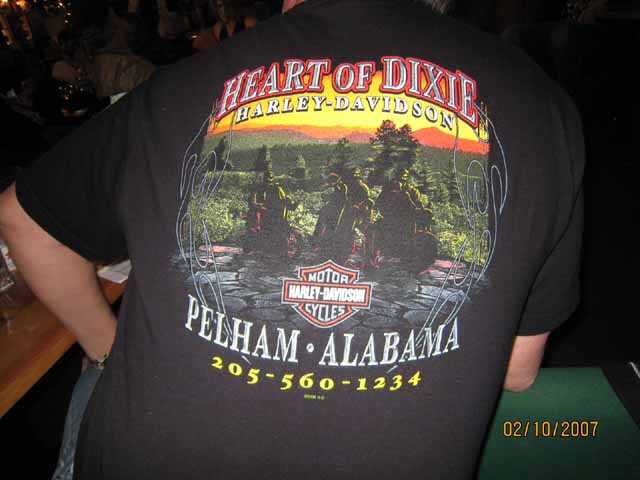 HEART OF DIXIE
HARLEY-DAVIDSON
MOTOR
HARLEY-DAVIDSON
CYCLES
PELHAM • ALABAMA
205-560-1234
02/10/2007